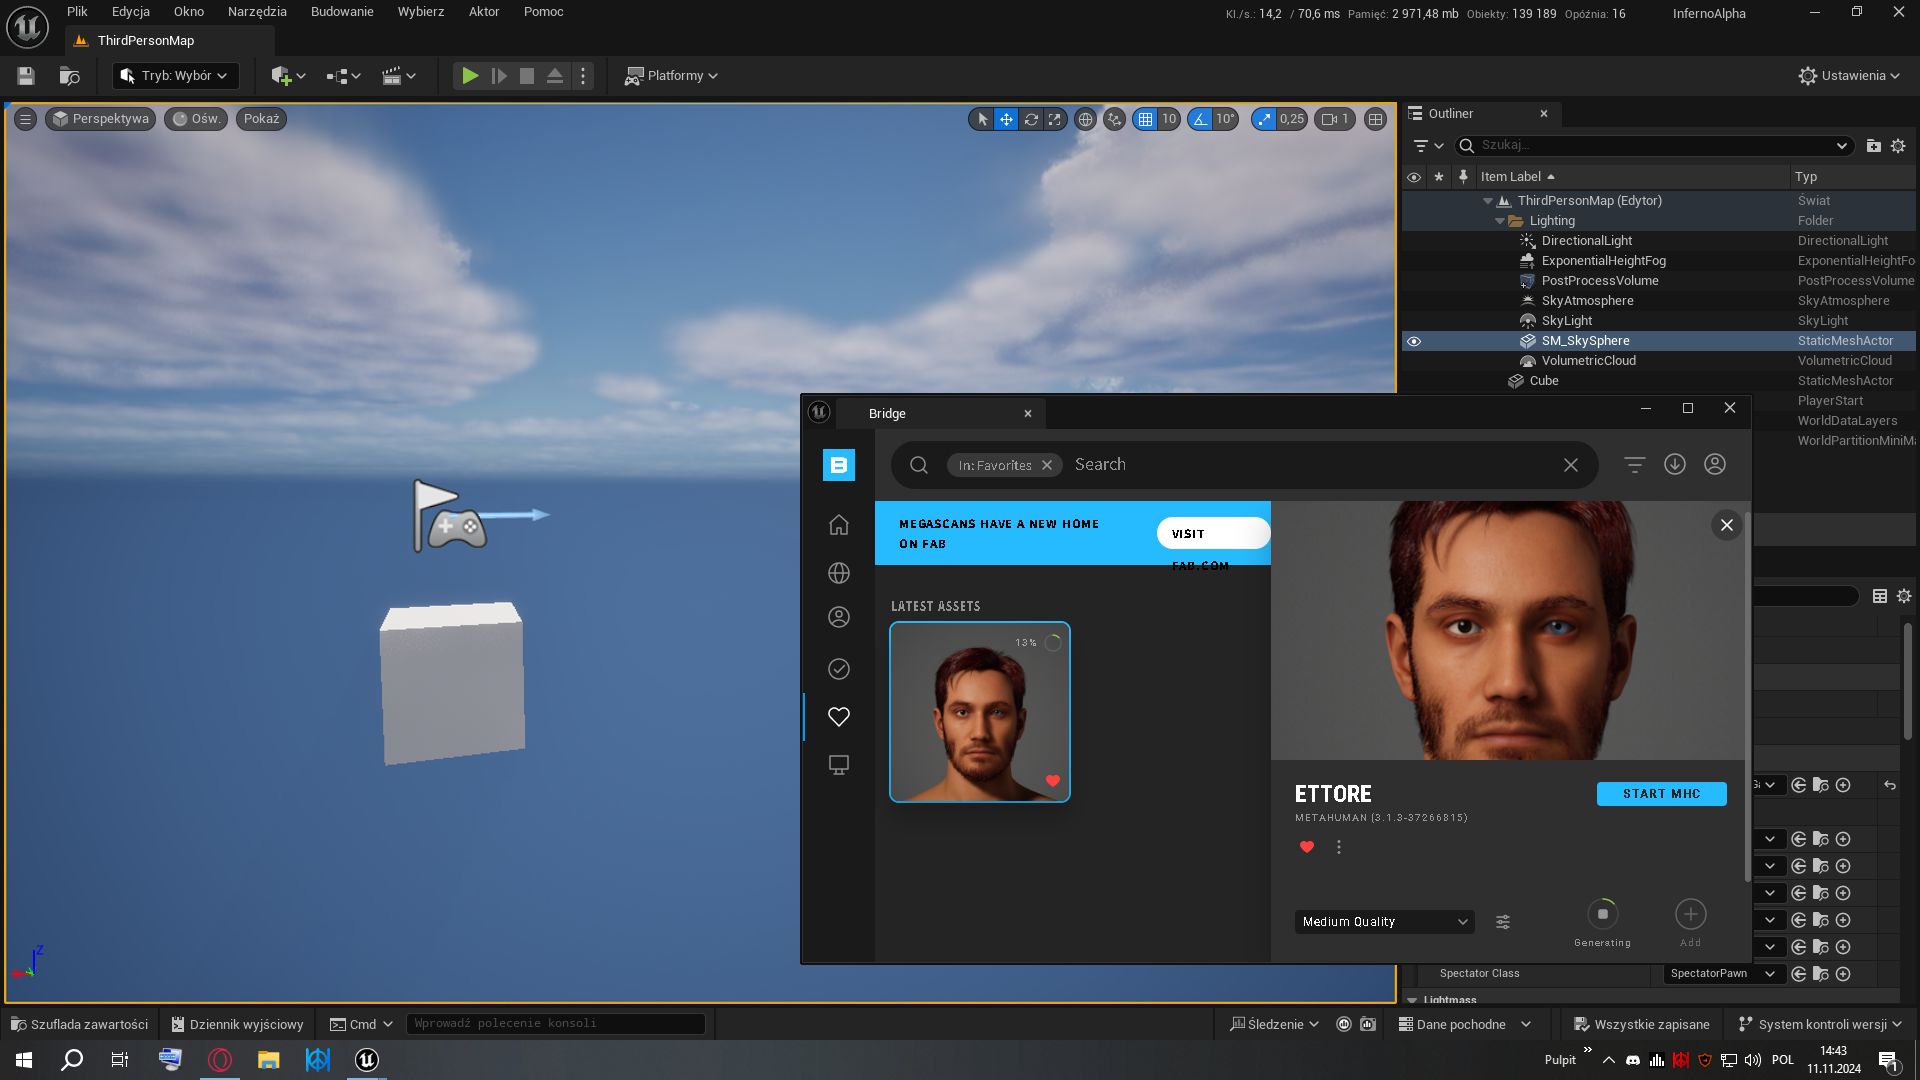 Plik Edycja Okno Narzędzia Budowanie Wybierz Aktor Pomoc
Kl./s.: 14,2 / 70,6 ms Pamięć: 2 971,48 mb Obiekty: 139 189 Opóźnia: 16
InfernoAlpha
ThirdPersonMap
Tryb: Wybór
Platformy
Ustawienia
Perspektywa
Ośw.
Pokaż
10
10°
0,25
1
Outliner
Szukaj...
Item Label
Typ
ThirdPersonMap (Edytor) Świat
Lighting Folder
DirectionalLight DirectionalLight
ExponentialHeightFog ExponentialHeightFo
PostProcessVolume PostProcessVolume
SkyAtmosphere SkyAtmosphere
SkyLight SkyLight
SM_SkySphere StaticMeshActor
VolumetricCloud VolumetricCloud
Cube StaticMeshActor
PlayerStart
WorldDataLayers
WorldPartitionMiniMa
Bridge
In: Favorites
Search
MEGASCANS HAVE A NEW HOME
ON FAB
VISIT
FAB.COM
LATEST ASSETS
13%
ETTORE
START MHC
METAHUMAN (3.1.3-37266815)
Medium Quality
Generating
Add
Spectator Class
SpectatorPawn
Lightmass
Z
Szuflada zawartości
Dziennik wyjściowy
Cmd
Wprowadź polecenie konsoli
Śledzenie
Dane pochodne
Wszystkie zapisane
System kontroli wersji
Pulpit
POL
14:43
11.11.2024
1